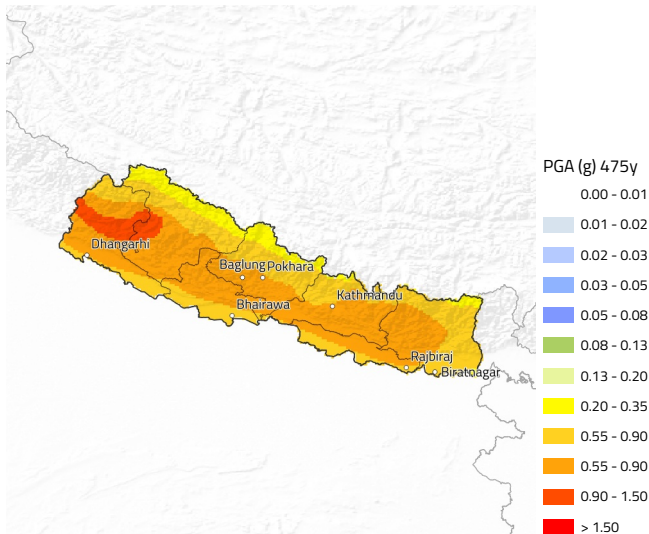 PGA (g) 475y
0.00 - 0.01
0.01 - 0.02
0.02 - 0.03
0.03 - 0.05
0.05 - 0.08
0.08 - 0.13
0.13 - 0.20
0.20 - 0.35
0.55 - 0.90
0.55 - 0.90
0.90 - 1.50
> 1.50
Dhangarhi
Baglung
Pokhara
Kathmandu
Bhairawa
Rajbiraj
Biratnagar